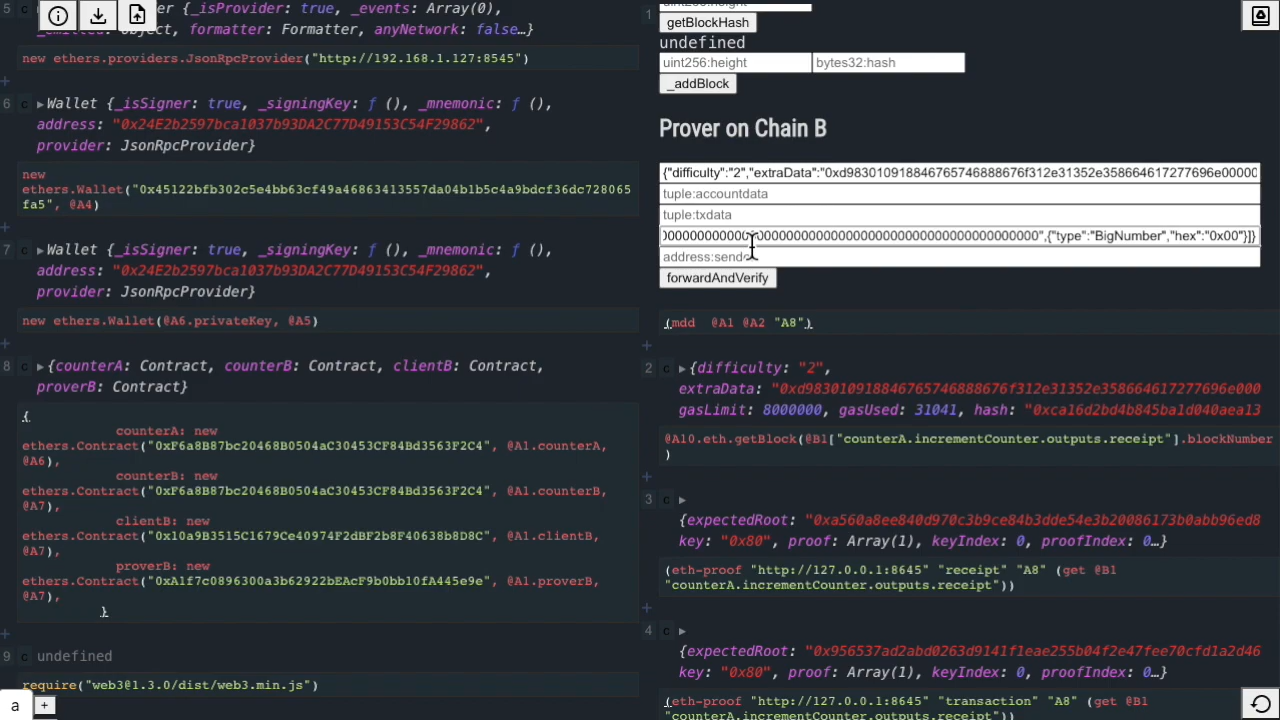 5
_isProvider: true, _events: Array(0),
formatter: Formatter, anyNetwork: false…}
new ethers.providers.JsonRpcProvider("http://192.168.1.127:8545")
+
6 c ▶Wallet {_isSigner: true, _signingKey: ƒ (), _mnemonic: ƒ (),
address: "0x24E2b2597bca1037b93DA2C77D49153C54F29862",
provider: JsonRpcProvider}
new
ethers.Wallet("0x45122bfb302c5e4bb63cf49a46863413557da04b1b5c4a9bdcf36dc728065
fa5", @A4)
+
7 c ▶Wallet {_isSigner: true, _signingKey: ƒ (), _mnemonic: ƒ (),
address: "0x24E2b2597bca1037b93DA2C77D49153C54F29862",
provider: JsonRpcProvider}
new ethers.Wallet(@A6.privateKey, @A5)
+
8 c ▶{counterA: Contract, counterB: Contract, clientB: Contract,
proverB: Contract}
{
counterA: new
ethers.Contract("0xF6a8B87bc20468B0504aC30453CF84Bd3563F2C4", @A1.counterA,
@A6),
counterB: new
ethers.Contract("0xF6a8B87bc20468B0504aC30453CF84Bd3563F2C4", @A1.counterB,
@A7),
clientB: new
ethers.Contract("0x10a9B3515C1679Ce40974F2dBF2b8F40638b8D8C", @A1.clientB,
@A7),
proverB: new
ethers.Contract("0xA1f7c0896300a3b62922bEAcF9b0bb10fA445e9e", @A1.proverB,
@A7),
}
+
9 c undefined
require("web3@1.3.0/dist/web3.min.js")
a +
1
getBlockHash
undefined
uint256:height bytes32:hash
_addBlock
Prover on Chain B
{"difficulty":"2","extraData":"0xd983010918846765746888676f312e31352e358664617277696e00000
tuple:accountdata
tuple:txdata
","{"type":"BigNumber","hex":"0x00"}]}
address:sender
forwardAndVerify
(mdd @A1 @A2 "A8")
+
2 c ▶{difficulty: "2",
extraData: "0xd983010918846765746888676f312e31352e358664617277696e000
gasLimit: 8000000, gasUsed: 31041, hash: "0xca16d2bd4b845ba1d040aea13
@A10.eth.getBlock(@B1["counterA.incrementCounter.outputs.receipt"].blockNumber
)
+
3 c ▶
{expectedRoot: "0xa560a8ee840d970c3b9ce84b3dde54e3b20086173b0abb96ed8
key: "0x80", proof: Array(1), keyIndex: 0, proofIndex: 0…}
(eth-proof "http://127.0.0.1:8645" "receipt" "A8" (get @B1
"counterA.incrementCounter.outputs.receipt"))
+
4 c ▶
{expectedRoot: "0x956537ad2abd0263d9141f1eae255b04f2e47fee70cfd1a2d46
key: "0x80", proof: Array(1), keyIndex: 0, proofIndex: 0…}
(eth-proof "http://127.0.0.1:8645" "transaction" "A8" (get @B1
"counterA.incrementCounter.outputs.receipt"))